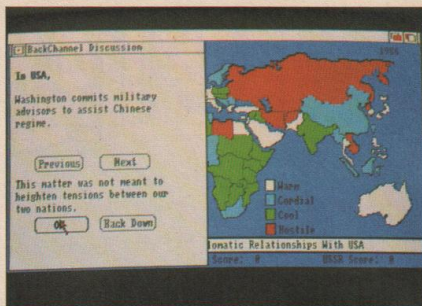 BackChannel Discussion
1986
In USA,
Washington commits military
advisors to assist Chinese
regime.
Previous
Next
This matter was not meant to
heighten tensions between our
two nations.
OK
Back Down
Warm
Cordial
Cool
Hostile
lomatic Relationships With USA
Score: 0
USSR Score: 0